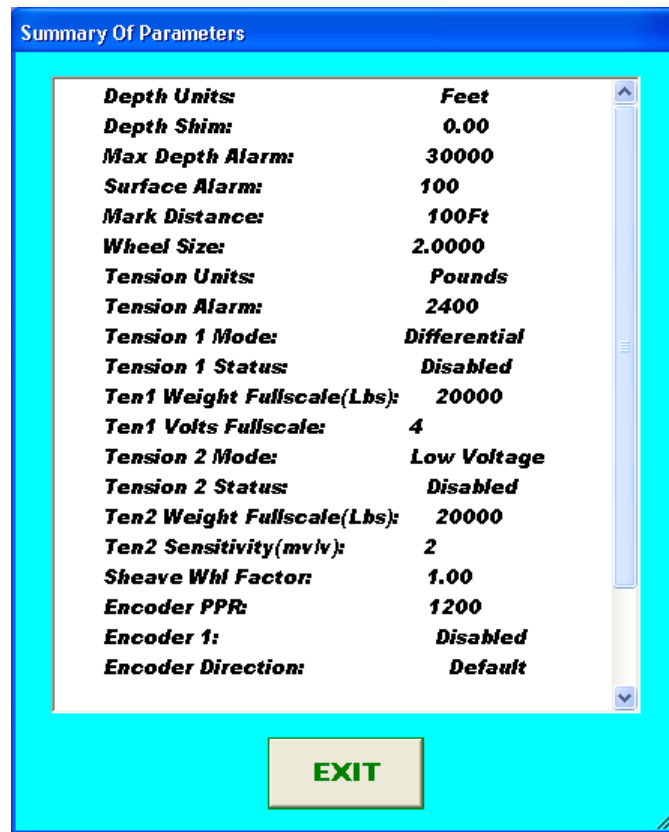 Summary Of Parameters
Depth Units: Feet
Depth Shim: 0.00
Max Depth Alarm: 30000
Surface Alarm: 100
Mark Distance: 100Ft
Wheel Size: 2.0000
Tension Units: Pounds
Tension Alarm: 2400
Tension 1 Mode: Differential
Tension 1 Status: Disabled
Ten1 Weight Fullscale(Lbs): 20000
Ten1 Volts Fullscale: 4
Tension 2 Mode: Low Voltage
Tension 2 Status: Disabled
Ten2 Weight Fullscale(Lbs): 20000
Ten2 Sensitivity(mv/v): 2
Sheave Whl Factor: 1.00
Encoder PPR: 1200
Encoder 1: Disabled
Encoder Direction: Default
EXIT